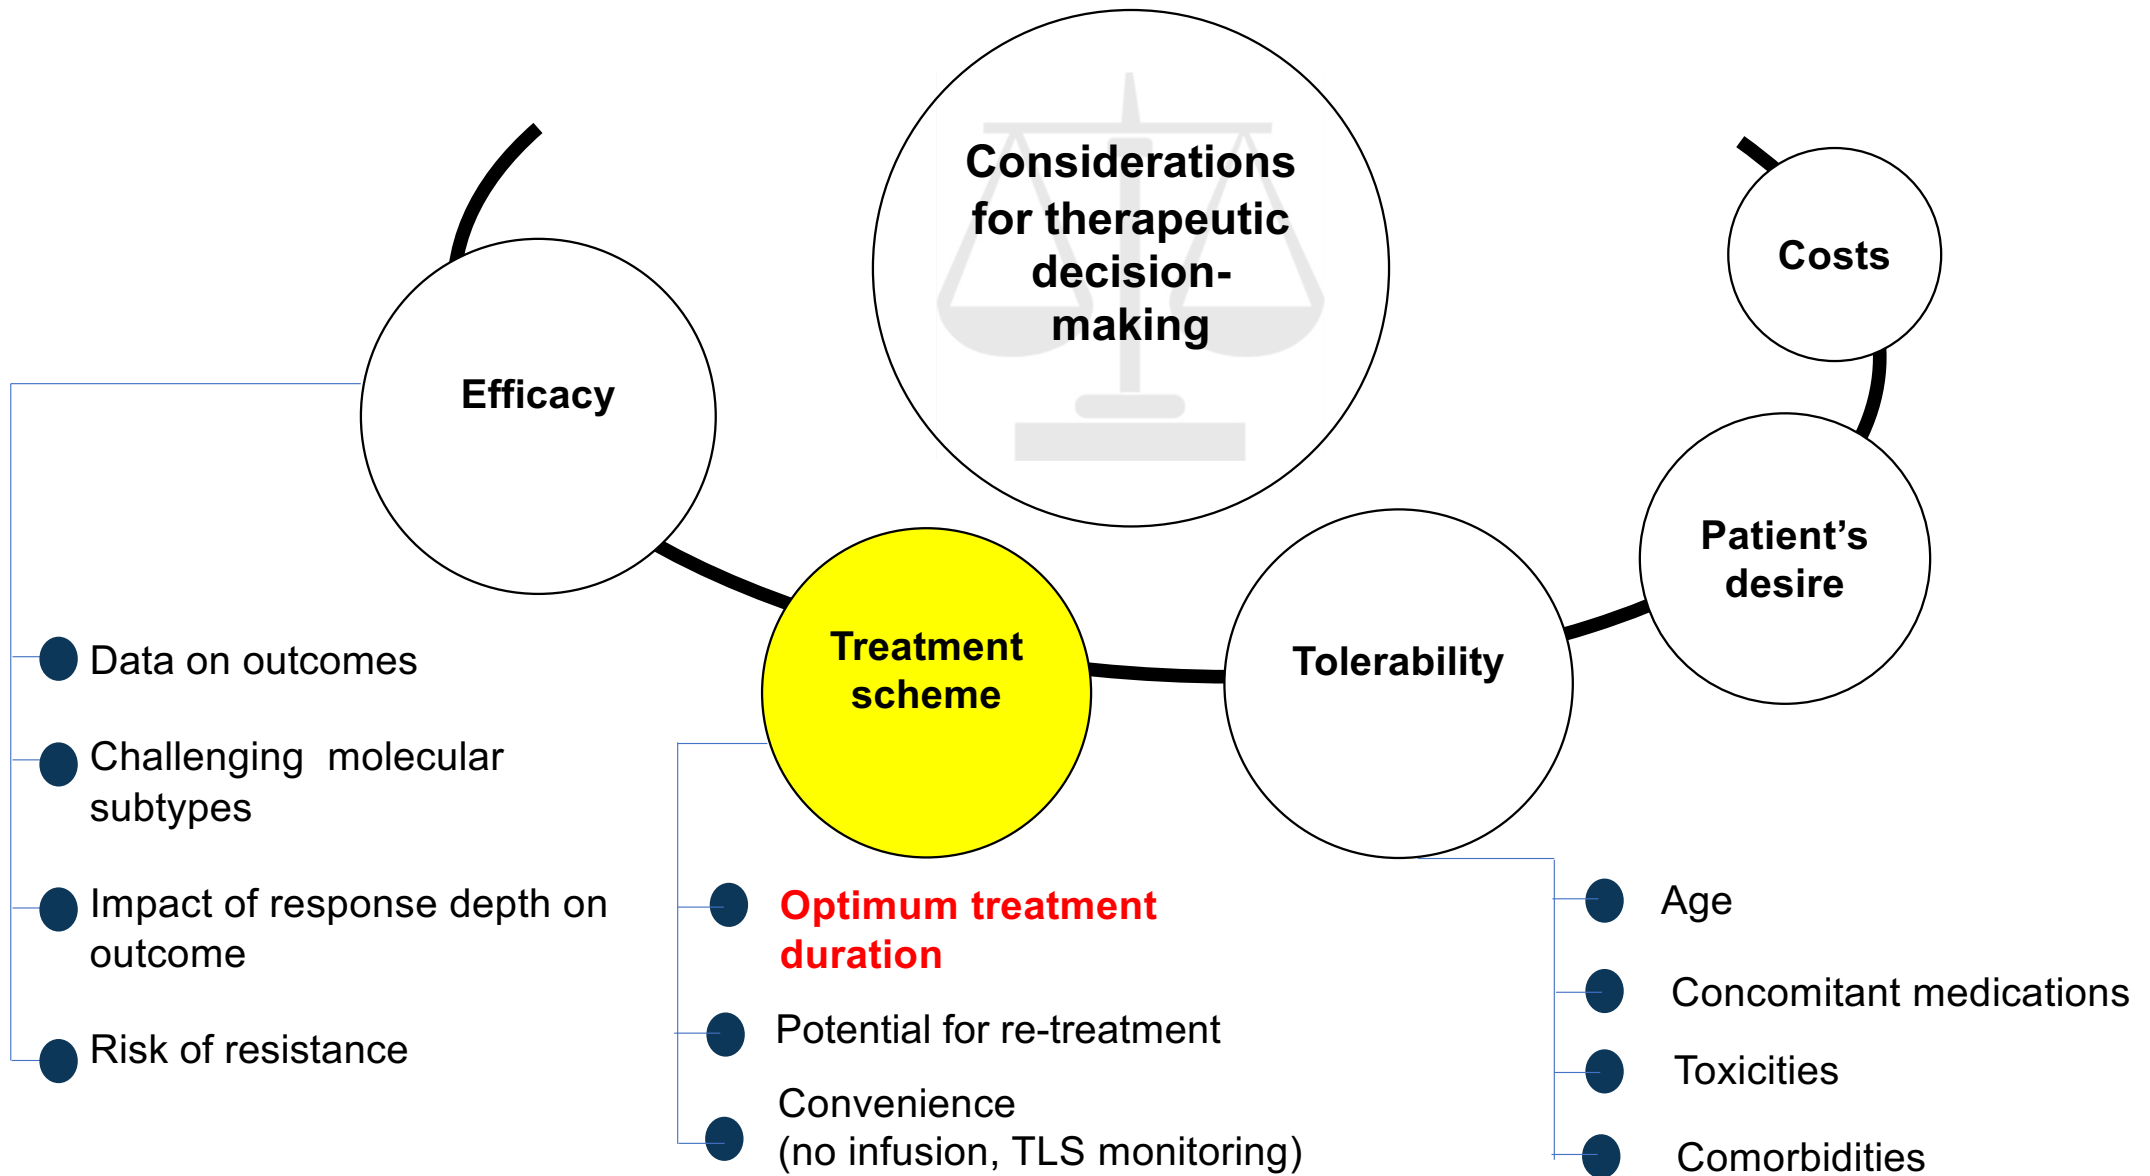 Considerations
for therapeutic
decision-
making
Costs
Efficacy
Patient’s
desire
Treatment
scheme
Tolerability
Data on outcomes
Challenging molecular
subtypes
Impact of response depth on
outcome
Risk of resistance
Optimum treatment
duration
Potential for re-treatment
Convenience
(no infusion, TLS monitoring)
Age
Concomitant medications
Toxicities
Comorbidities